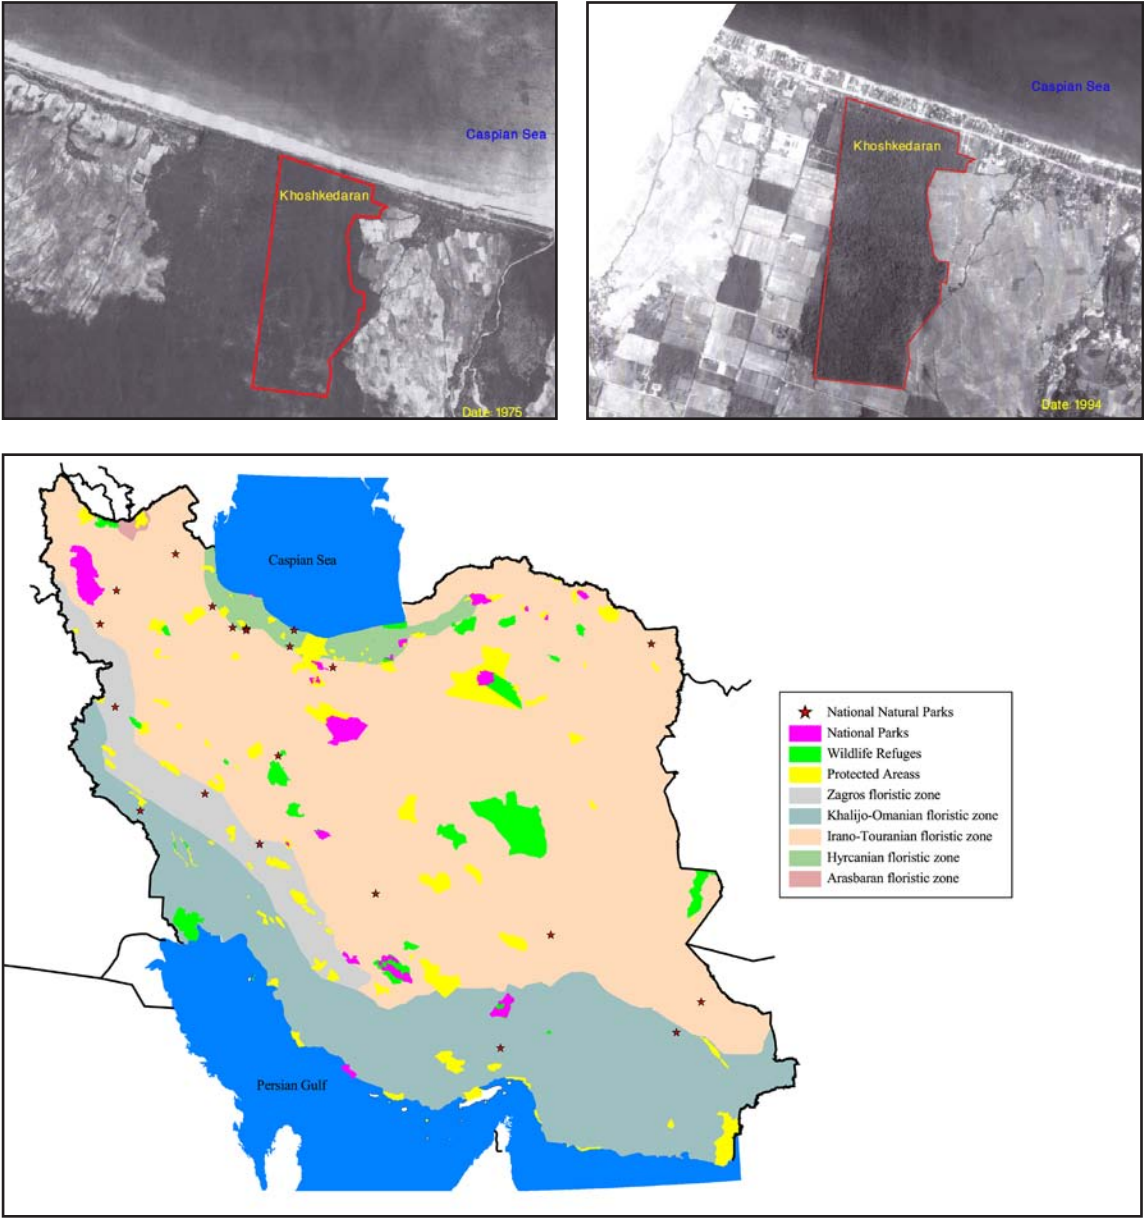 Caspian Sea
Khoshkedaran
Date: 1975
Caspian Sea
Khoshkedaran
Date: 1994
Caspian Sea
Persian Gulf
National Natural Parks
National Parks
Wildlife Refuges
Protected Areass
Zagros floristic zone
Khalijo-Omanian floristic zone
Irano-Touranian floristic zone
Hyrcanian floristic zone
Arasbaran floristic zone